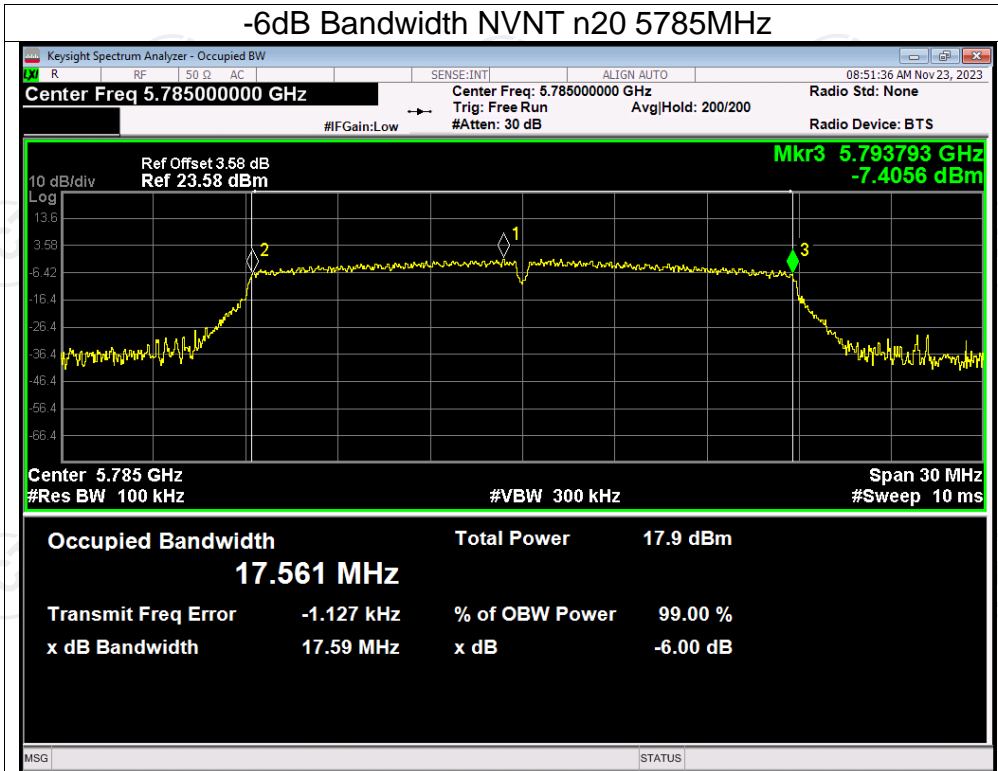 -6dB Bandwidth NVNT n20 5785MHz
Keysight Spectrum Analyzer - Occupied BW
LXI R RF 50 Ω AC SENSE:INT ALIGN AUTO 08:51:36 AM Nov 23, 2023
Center Freq 5.785000000 GHz Center Freq: 5.785000000 GHz Radio Std: None
Trig: Free Run Avg|Hold: 200/200
#IFGain:Low #Atten: 30 dB Radio Device: BTS
Ref Offset 3.58 dB Mkr3 5.793793 GHz
10 dB/div Ref 23.58 dBm -7.4056 dBm
Log
13.6
3.58
-6.42
-16.4
-26.4
-36.4
-46.4
-56.4
-66.4
2 1 3
Center 5.785 GHz Span 30 MHz
#Res BW 100 kHz #VBW 300 kHz #Sweep 10 ms
Occupied Bandwidth Total Power 17.9 dBm
17.561 MHz
Transmit Freq Error -1.127 kHz % of OBW Power 99.00 %
x dB Bandwidth 17.59 MHz x dB -6.00 dB
MSG STATUS